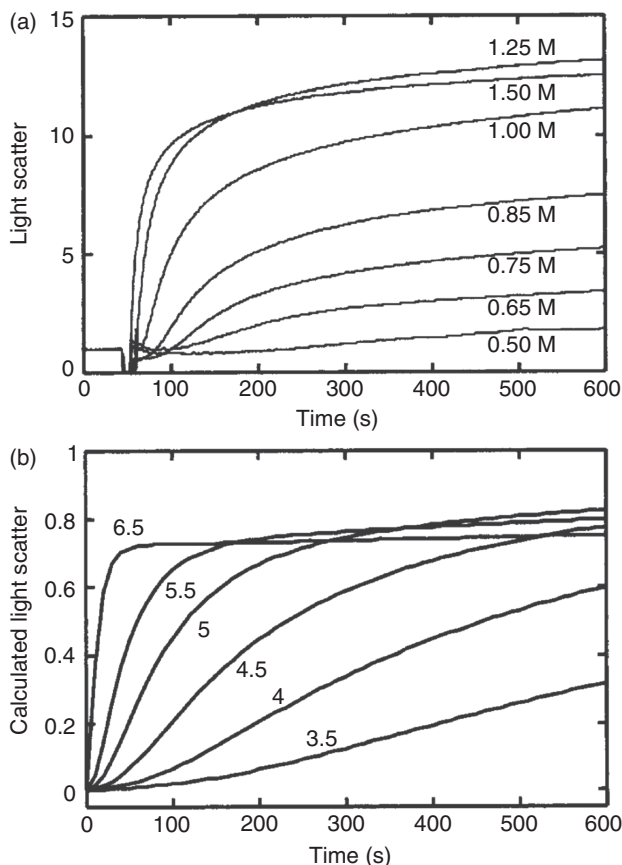 (a)
15
10
5
0
Light scatter
1.25 M
1.50 M
1.00 M
0.85 M
0.75 M
0.65 M
0.50 M
0 100 200 300 400 500 600
Time (s)
(b)
1
0.8
0.6
0.4
0.2
0
Calculated light scatter
6.5
5.5
5
4.5
4
3.5
0 100 200 300 400 500 600
Time (s)